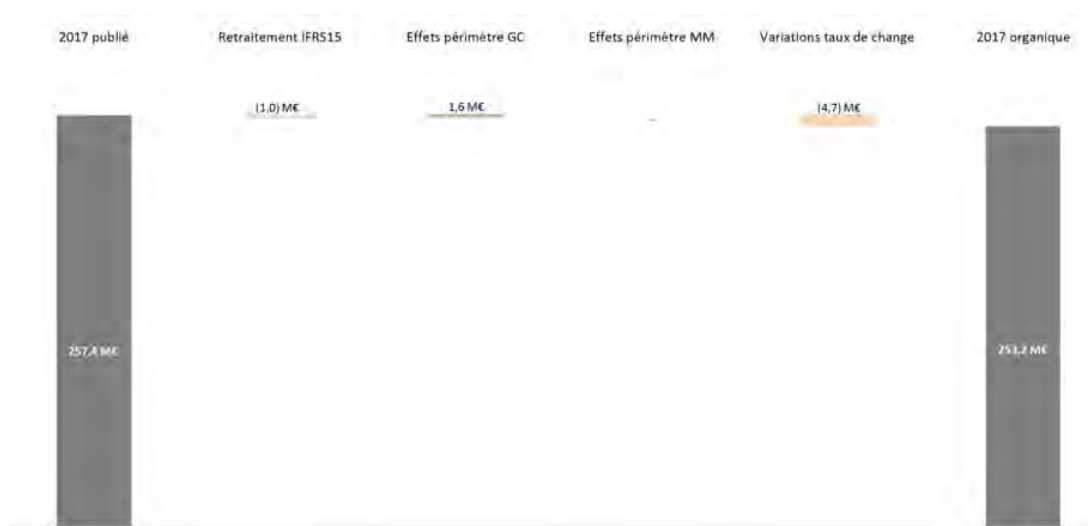 2017 publié
Retraitement IFRS15
Effets périmètre GC
Effets périmètre MM
Variations taux de change
2017 organique
(1,0) M€
1,6 M€
-
(4,7) M€
257,4 M€
253,2 M€